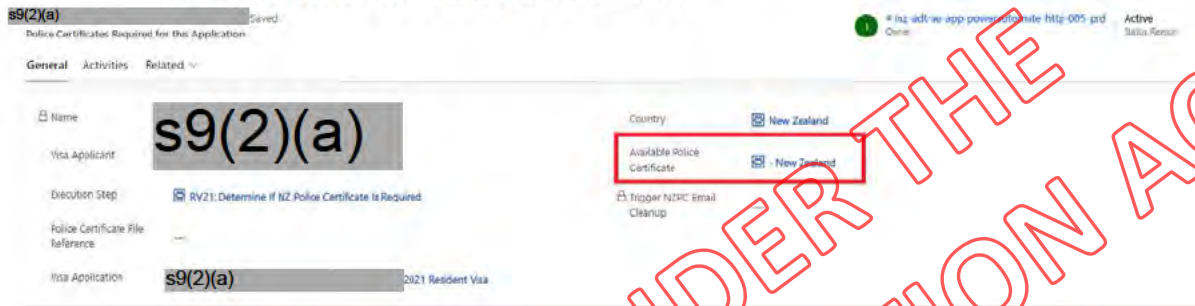 s9(2)(a) Saved
Police Certificates Required for this Application
# inz-adt-w-app-powerautomate-http-005-prd
Owner
Active
Status Reason
General Activities Related
Name
s9(2)(a)
Visa Applicant
Execution Step RV21: Determine If NZ Police Certificate Is Required
Police Certificate File
Reference
---
Visa Application s9(2)(a) 2021 Resident Visa
Country New Zealand
Available Police
Certificate
- New Zealand
Trigger NZPC Email
Cleanup
---
UNDER THE
ION AC